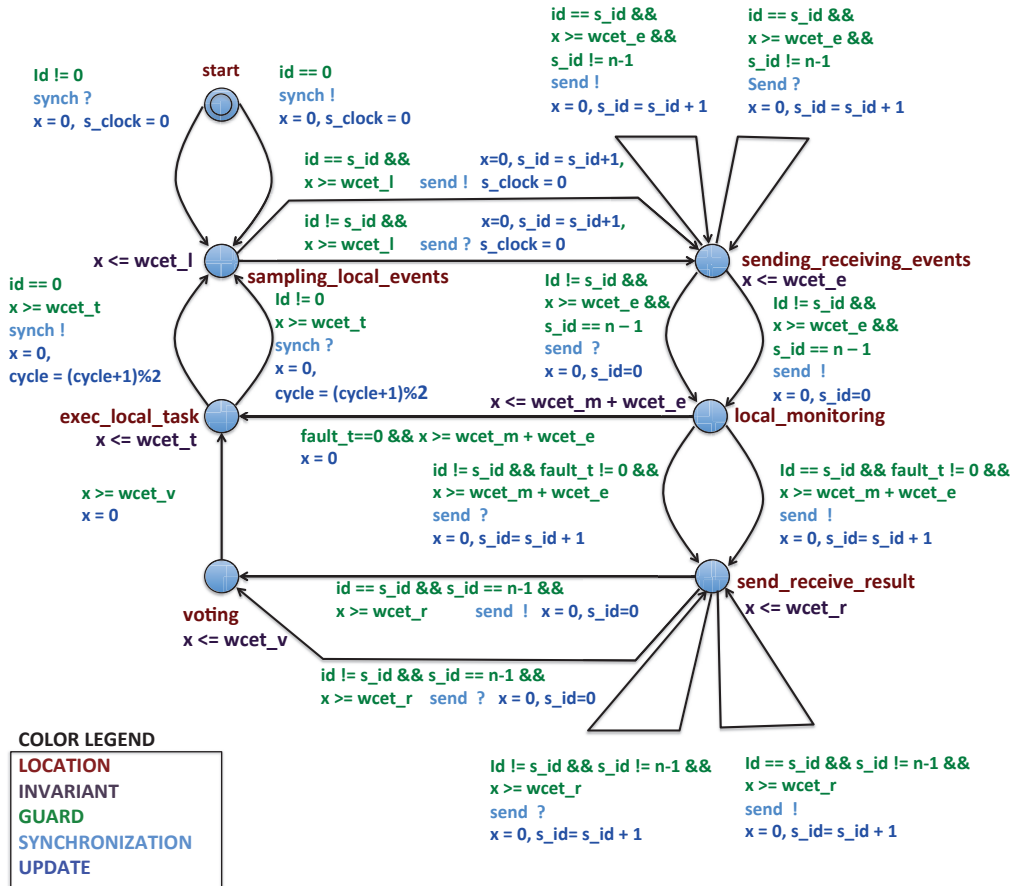 id == s_id &&
x >= wcet_e &&
s_id != n-1
send !
x = 0, s_id = s_id + 1
id == s_id &&
x >= wcet_e &&
s_id != n-1
Send ?
x = 0, s_id = s_id + 1
start
Id != 0
synch ?
x = 0, s_clock = 0
id == 0
synch !
x = 0, s_clock = 0
id == s_id && x=0, s_id = s_id+1,
x >= wcet_l send ! s_clock = 0
id != s_id && x=0, s_id = s_id+1,
x >= wcet_l send ? s_clock = 0
x <= wcet_l
sampling_local_events
sending_receiving_events
x <= wcet_e
id == 0
x >= wcet_t
synch !
x = 0,
cycle = (cycle+1)%2
Id != 0
x >= wcet_t
synch ?
x = 0,
cycle = (cycle+1)%2
Id != s_id &&
x >= wcet_e &&
s_id == n – 1
send ?
x = 0, s_id=0
Id != s_id &&
x >= wcet_e &&
s_id == n – 1
send !
x = 0, s_id=0
exec_local_task
x <= wcet_t
x <= wcet_m + wcet_e
local_monitoring
fault_t==0 && x >= wcet_m + wcet_e
x = 0
id != s_id && fault_t != 0 &&
x >= wcet_m + wcet_e
send ?
x = 0, s_id= s_id + 1
Id == s_id && fault_t != 0 &&
x >= wcet_m + wcet_e
send !
x = 0, s_id= s_id + 1
x >= wcet_v
x = 0
voting
x <= wcet_v
send_receive_result
x <= wcet_r
id == s_id && s_id == n-1 &&
x >= wcet_r send ! x = 0, s_id=0
id != s_id && s_id == n-1 &&
x >= wcet_r send ? x = 0, s_id=0
Id != s_id && s_id != n-1 &&
x >= wcet_r
send ?
x = 0, s_id= s_id + 1
Id == s_id && s_id != n-1 &&
x >= wcet_r
send !
x = 0, s_id= s_id + 1
COLOR LEGEND
LOCATION
INVARIANT
GUARD
SYNCHRONIZATION
UPDATE